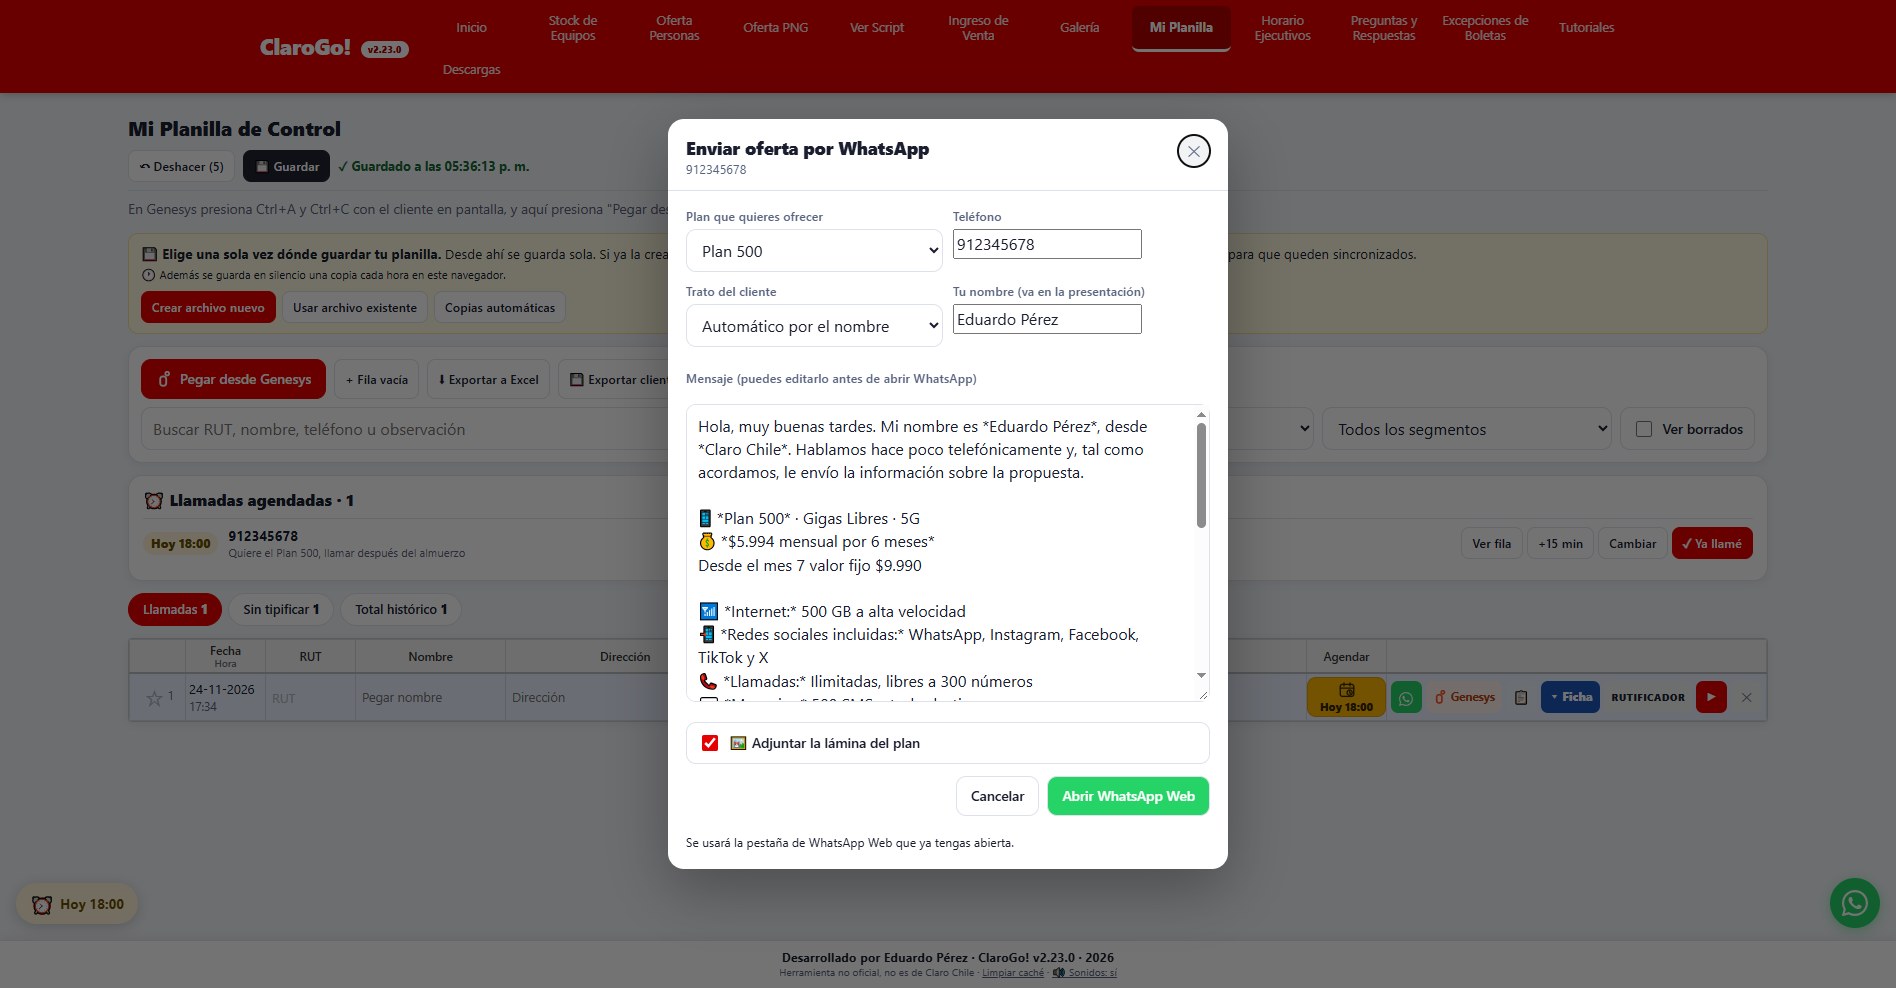 ClaroGo! v2.23.0
Inicio
Stock de
Equipos
Oferta
Personas
Oferta PNG
Ver Script
Ingreso de
Venta
Galería
Mi Planilla
Horario
Ejecutivos
Preguntas y
Respuestas
Excepciones de
Boletas
Tutoriales
Descargas
Mi Planilla de Control
↶ Deshacer (5)
💾 Guardar
✓ Guardado a las 05:36:13 p. m.
En Genesys presiona Ctrl+A y Ctrl+C con el cliente en pantalla, y aquí presiona "Pegar des
💾 Elige una sola vez dónde guardar tu planilla. Desde ahí se guarda sola. Si ya la crea
para que queden sincronizados.
Además se guarda en silencio una copia cada hora en este navegador.
Crear archivo nuevo
Usar archivo existente
Copias automáticas
Pegar desde Genesys
+ Fila vacía
⬇ Exportar a Excel
💾 Exportar client
Buscar RUT, nombre, teléfono u observación
Todos los segmentos
Ver borrados
⏰ Llamadas agendadas · 1
Hoy 18:00
912345678
Quiere el Plan 500, llamar después del almuerzo
Ver fila
+15 min
Cambiar
✓ Ya llamé
Llamadas 1
Sin tipificar 1
Total histórico 1
Fecha
Hora
RUT
Nombre
Dirección
Agendar
☆ 1
24-11-2026
17:34
RUT
Pegar nombre
Dirección
Hoy 18:00
Genesys
📋
Ficha
RUTIFICADOR
Enviar oferta por WhatsApp
912345678
Plan que quieres ofrecer
Plan 500
Teléfono
912345678
Trato del cliente
Automático por el nombre
Tu nombre (va en la presentación)
Eduardo Pérez
Mensaje (puedes editarlo antes de abrir WhatsApp)
Hola, muy buenas tardes. Mi nombre es *Eduardo Pérez*, desde
*Claro Chile*. Hablamos hace poco telefónicamente y, tal como
acordamos, le envío la información sobre la propuesta.
📱 *Plan 500* · Gigas Libres · 5G
💰 *$5.994 mensual por 6 meses*
Desde el mes 7 valor fijo $9.990
📶 *Internet:* 500 GB a alta velocidad
📲 *Redes sociales incluidas:* WhatsApp, Instagram, Facebook,
TikTok y X
📞 *Llamadas:* Ilimitadas, libres a 300 números
🖼 Adjuntar la lámina del plan
Cancelar
Abrir WhatsApp Web
Se usará la pestaña de WhatsApp Web que ya tengas abierta.
⏰ Hoy 18:00
Desarrollado por Eduardo Pérez · ClaroGo! v2.23.0 · 2026
Herramienta no oficial, no es de Claro Chile · Limpiar caché · 🔊 Sonidos: sí